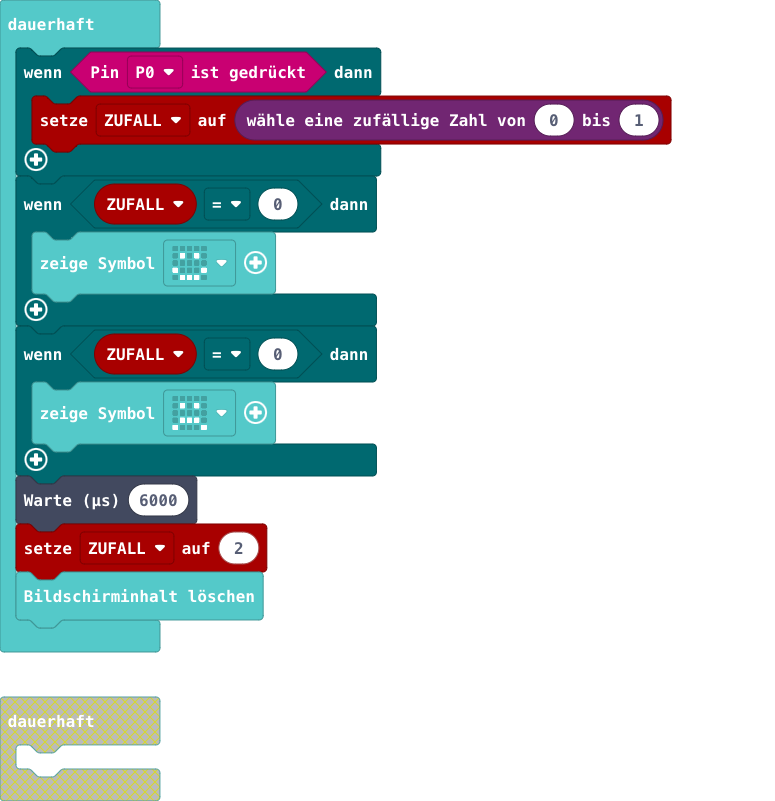 dauerhaft
wenn Pin P0 ist gedrückt dann
setze ZUFALL auf wähle eine zufällige Zahl von 0 bis 1
wenn ZUFALL = 0 dann
zeige Symbol
wenn ZUFALL = 0 dann
zeige Symbol
Warte (µs) 6000
setze ZUFALL auf 2
Bildschirminhalt löschen
dauerhaft